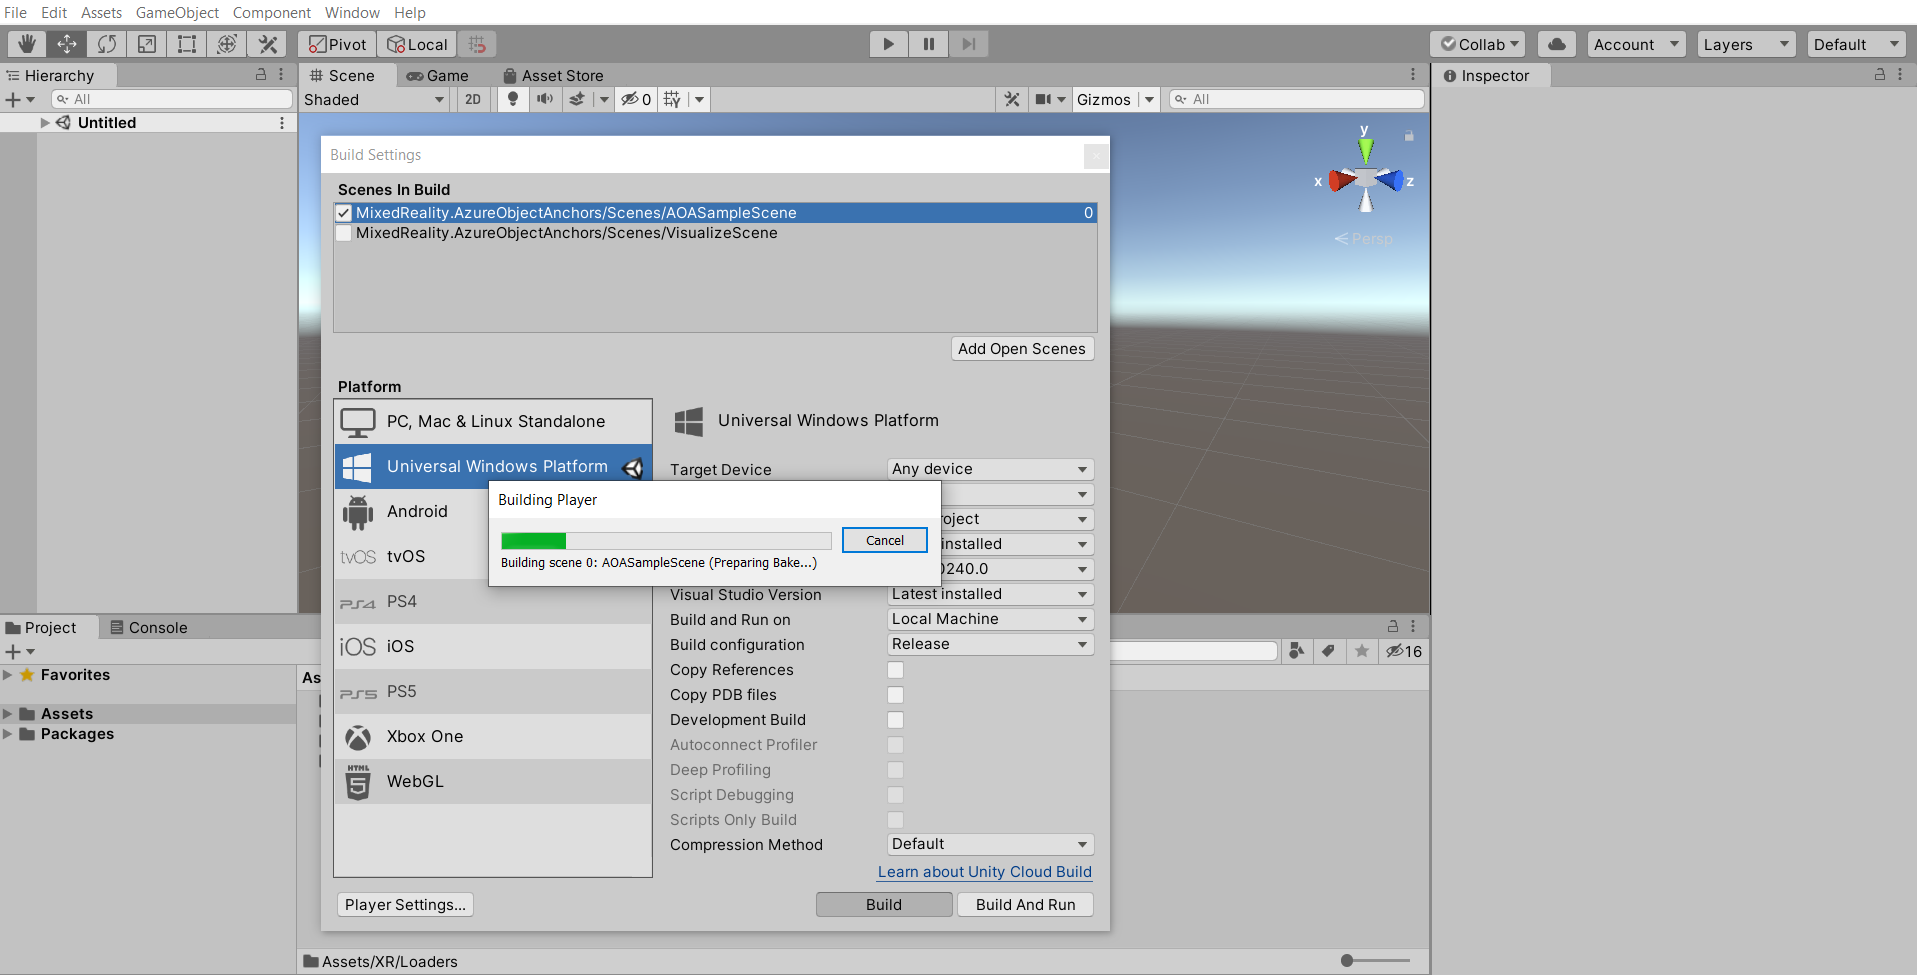 File Edit Assets GameObject Component Window Help
Pivot Local Collab Account Layers Default
Hierarchy
All
Untitled
Scene Game Asset Store
Shaded 2D 0 Gizmos All
Inspector
y
x z
Persp
Build Settings
Scenes In Build
MixedReality.AzureObjectAnchors/Scenes/AOASampleScene 0
MixedReality.AzureObjectAnchors/Scenes/VisualizeScene
Add Open Scenes
Platform
PC, Mac & Linux Standalone
Universal Windows Platform
Android
tvOS tvOS
PS4 PS4
iOS iOS
PS5 PS5
Xbox One
HTML 5 WebGL
Universal Windows Platform
Target Device Any device
roject
installed
0240.0
Visual Studio Version Latest installed
Build and Run on Local Machine
Build configuration Release
Copy References
Copy PDB files
Development Build
Autoconnect Profiler
Deep Profiling
Script Debugging
Scripts Only Build
Compression Method Default
Learn about Unity Cloud Build
Player Settings... Build Build And Run
Building Player
Cancel
Building scene 0: AOASampleScene (Preparing Bake...)
Project Console
16
Favorites
Assets
Packages
As
Assets/XR/Loaders